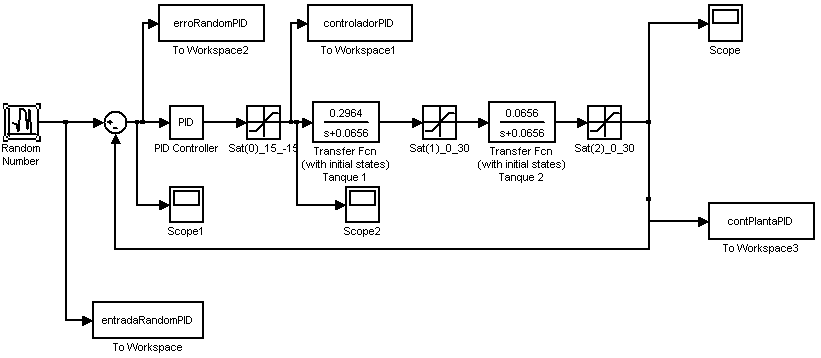 erroRandomPID
To Workspace2
controladorPID
To Workspace1
Scope
Random
Number
PID
PID Controller
Sat(0)_15_-15
0.2964
s+0.0656
Transfer Fcn
(with initial states)
Tanque 1
Sat(1)_0_30
0.0656
s+0.0656
Transfer Fcn
(with initial states)
Tanque 2
Sat(2)_0_30
Scope1
Scope2
contPlantaPID
To Workspace3
entradaRandomPID
To Workspace